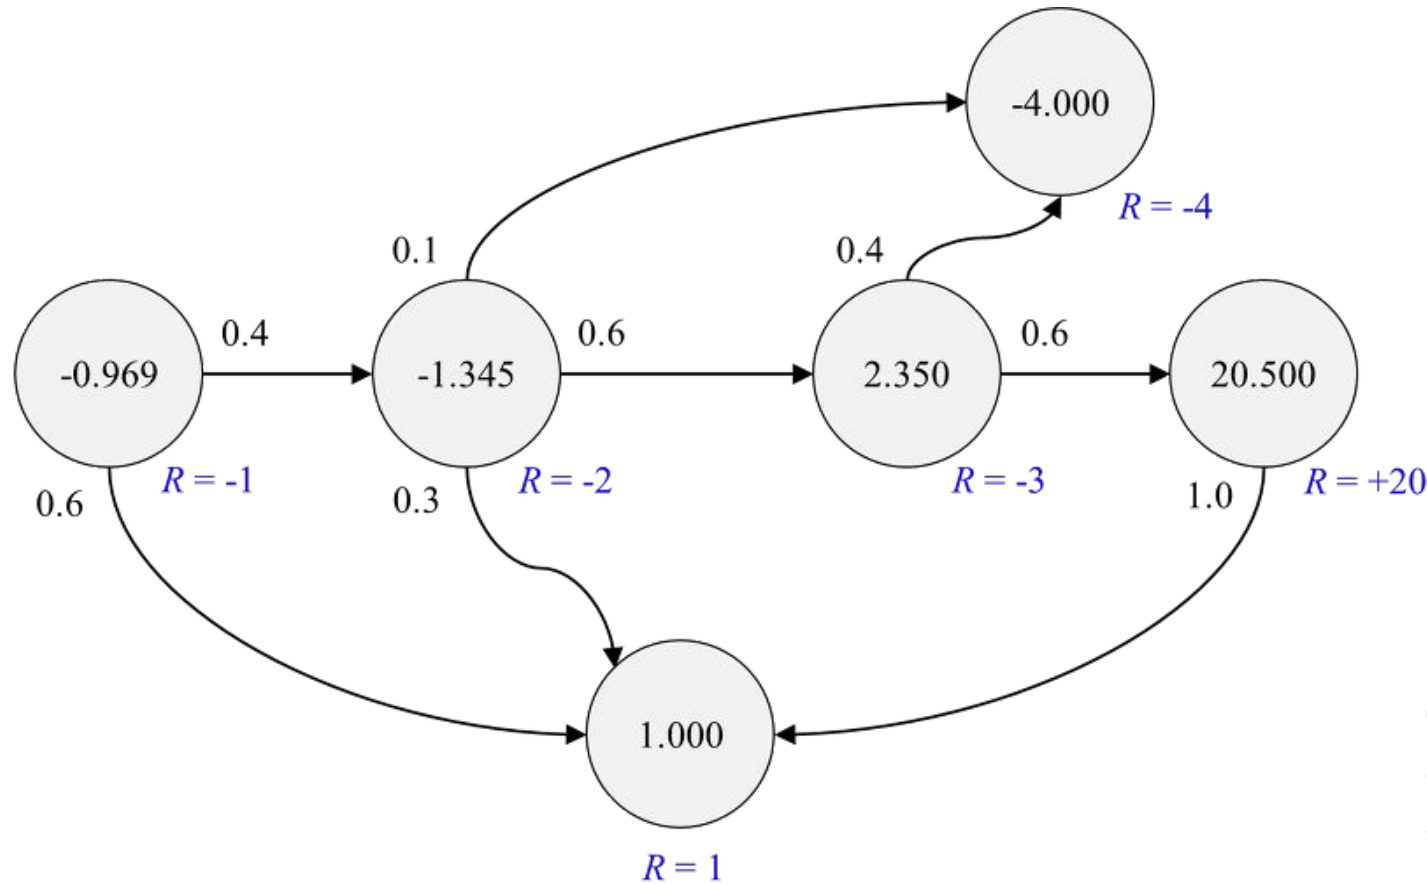 -4.000
R = -4
0.1
0.4
0.4
0.6
0.6
-0.969
-1.345
2.350
20.500
R = -1
R = -2
R = -3
R = +20
0.6
0.3
1.0
1.000
R = 1